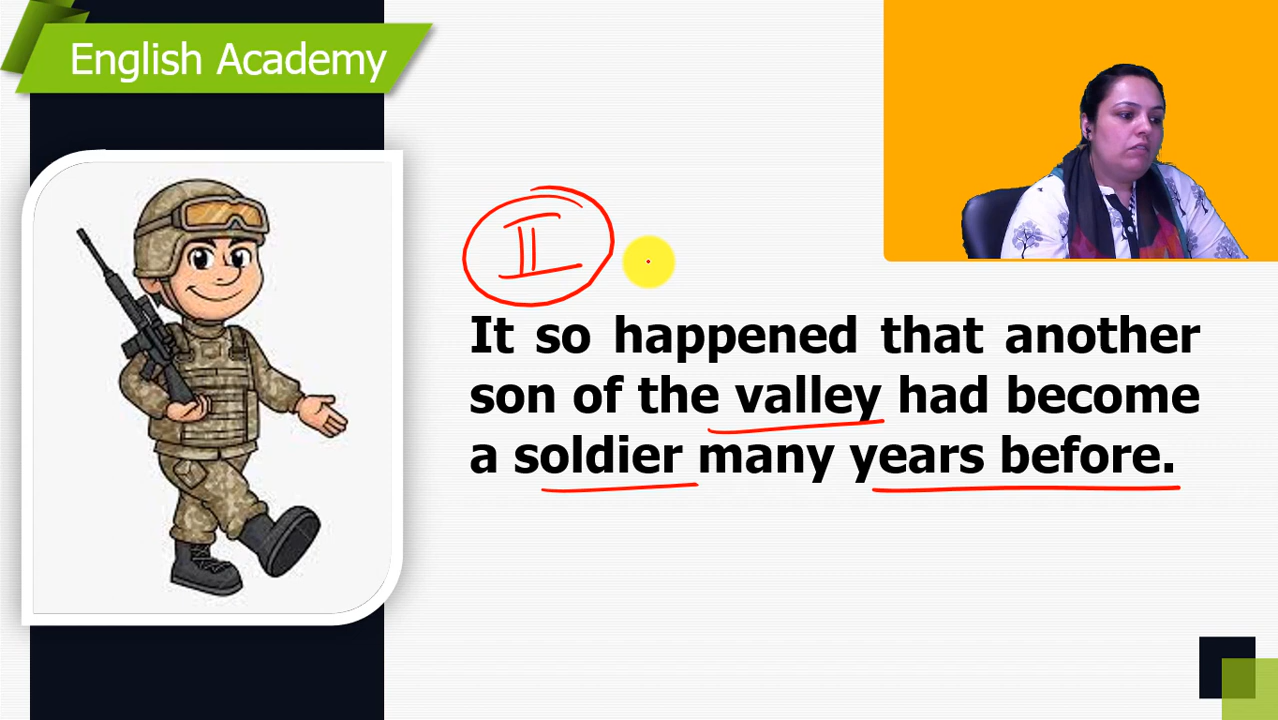 English Academy
II
It so happened that another
son of the valley had become
a soldier many years before.